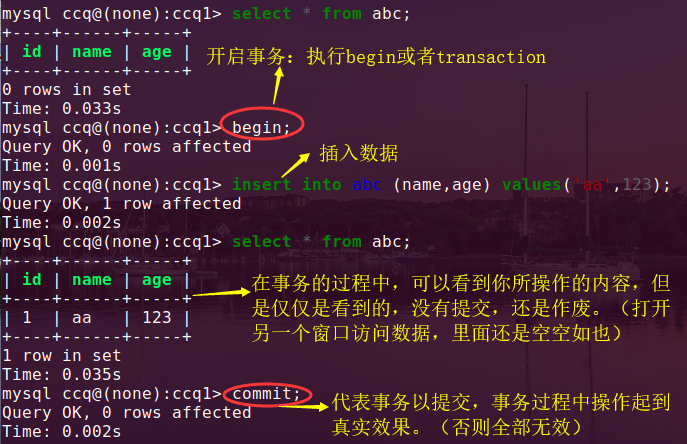 mysql ccq@(none):ccq1> select * from abc;
+----+------+-----+
| id | name | age |
+----+------+-----+
开启事务：执行begin或者transaction
0 rows in set
Time: 0.033s
mysql ccq@(none):ccq1> begin;
Query OK, 0 rows affected
Time: 0.001s
插入数据
mysql ccq@(none):ccq1> insert into abc (name,age) values('aa',123);
Query OK, 1 row affected
Time: 0.002s
mysql ccq@(none):ccq1> select * from abc;
+----+------+-----+
| id | name | age |
+----+------+-----+
| 1 | aa | 123 |
+----+------+-----+
在事务的过程中，可以看到你所操作的内容，但
是仅仅是看到的，没有提交，还是作废。（打开
另一个窗口访问数据，里面还是空空如也）
1 row in set
Time: 0.035s
mysql ccq@(none):ccq1> commit;
Query OK, 0 rows affected
Time: 0.002s
代表事务以提交，事务过程中操作起到
真实效果。（否则全部无效）